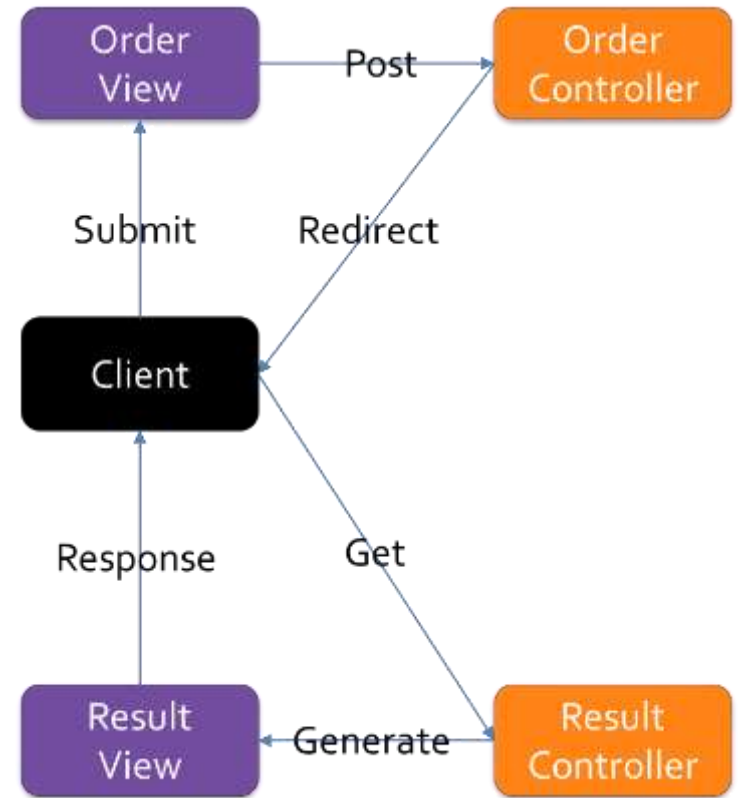 Order
View
Post
Order
Controller
Submit
Redirect
Client
Response
Get
Result
View
Generate
Result
Controller